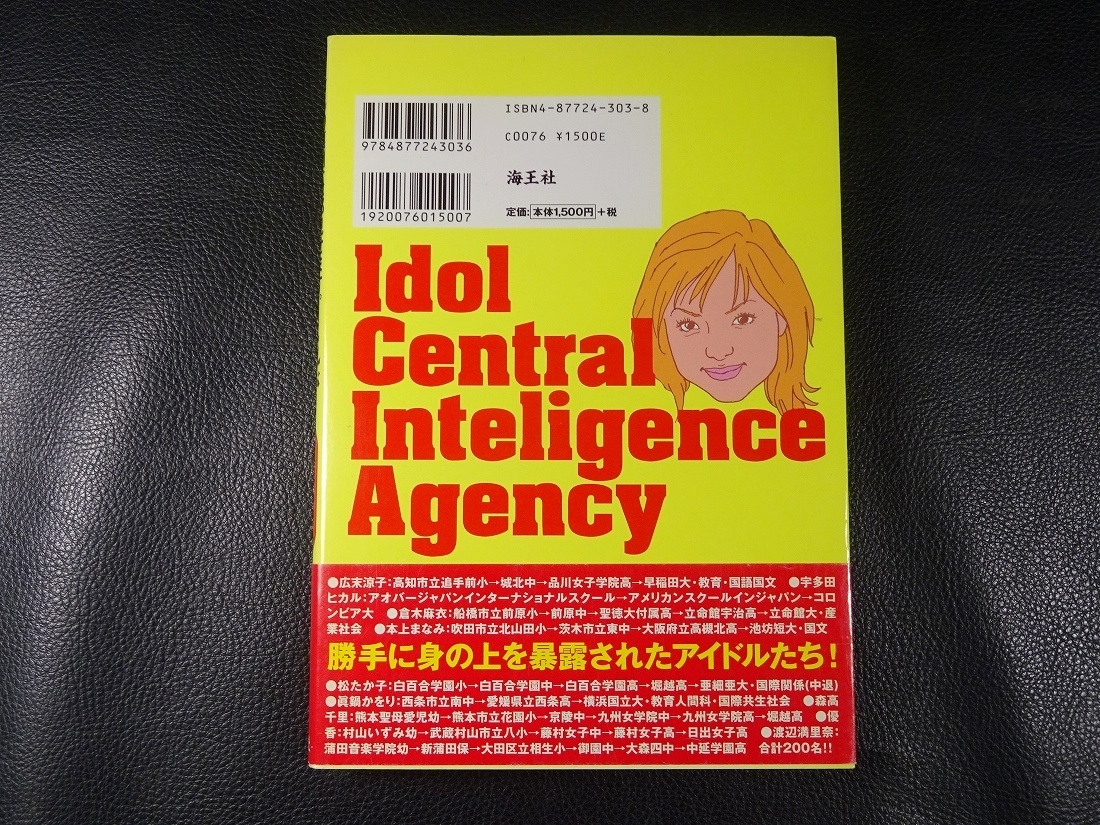 ISBN4-87724-303-8
9784877243036
C0076 ¥1500E
海王社
1920076015007
定価:本体1,500円+税
Idol
Central
Inteligence
Agency
●広末涼子:高知市立追手前小→城北中→品川女子学院高→早稲田大・教育・国語国文 ●宇多田
ヒカル:アオバージャパンインターナショナルスクール→アメリカンスクールインジャパン→コロ
ンビア大 ●倉木麻衣:船橋市立前原小→前原中→聖徳大付属高→立命館宇治高→立命館大・産
業社会 ●本上まなみ:吹田市立北山田小→茨木市立東中→大阪府立高槻北高→池坊短大・国文
勝手に身の上を暴露されたアイドルたち!
●松たか子:白百合学園小→白百合学園中→白百合学園高→堀越高→亜細亜大・国際関係(中退)
●眞鍋かをり:西条市立南中→愛媛県立西条高→横浜国立大・教育人間科・国際共生社会 ●森高
千里:熊本聖母愛児幼→熊本市立花園小→京陵中→九州女学院中→九州女学院高→堀越高 ●優
香:村山いずみ幼→武蔵村山市立八小→藤村女子中→藤村女子高→日出女子高 ●渡辺満里奈:
蒲田音楽学院幼→新蒲田保→大田区立相生小→御園中→大森四中→中延学園高 合計200名!!